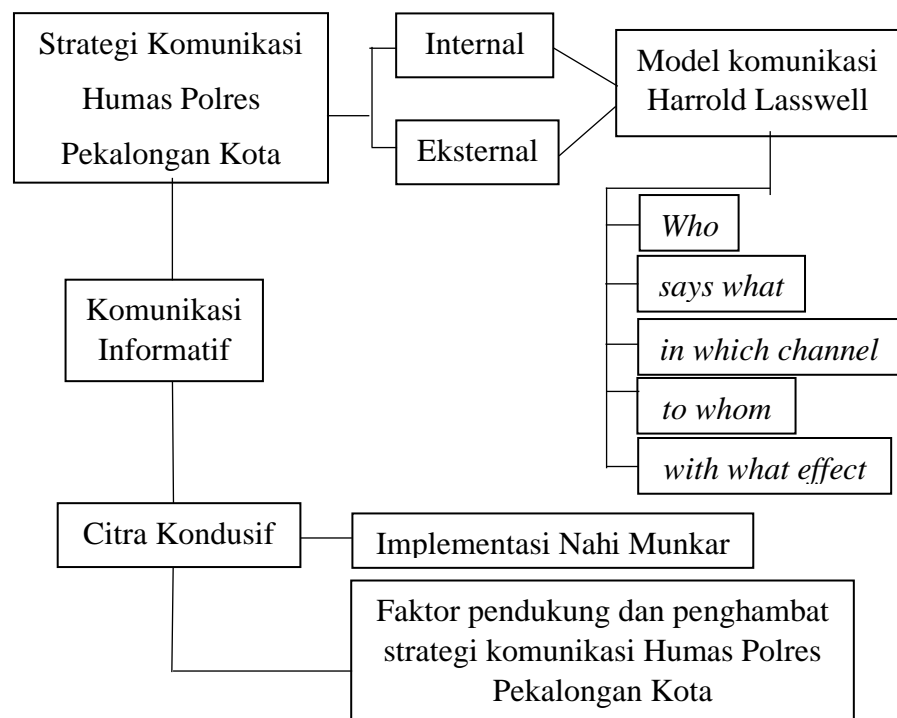 Strategi Komunikasi
Humas Polres
Pekalongan Kota
Internal
Eksternal
Model komunikasi
Harrold Lasswell
Who
says what
in which channel
to whom
with what effect
Komunikasi
Informatif
Citra Kondusif
Implementasi Nahi Munkar
Faktor pendukung dan penghambat
strategi komunikasi Humas Polres
Pekalongan Kota